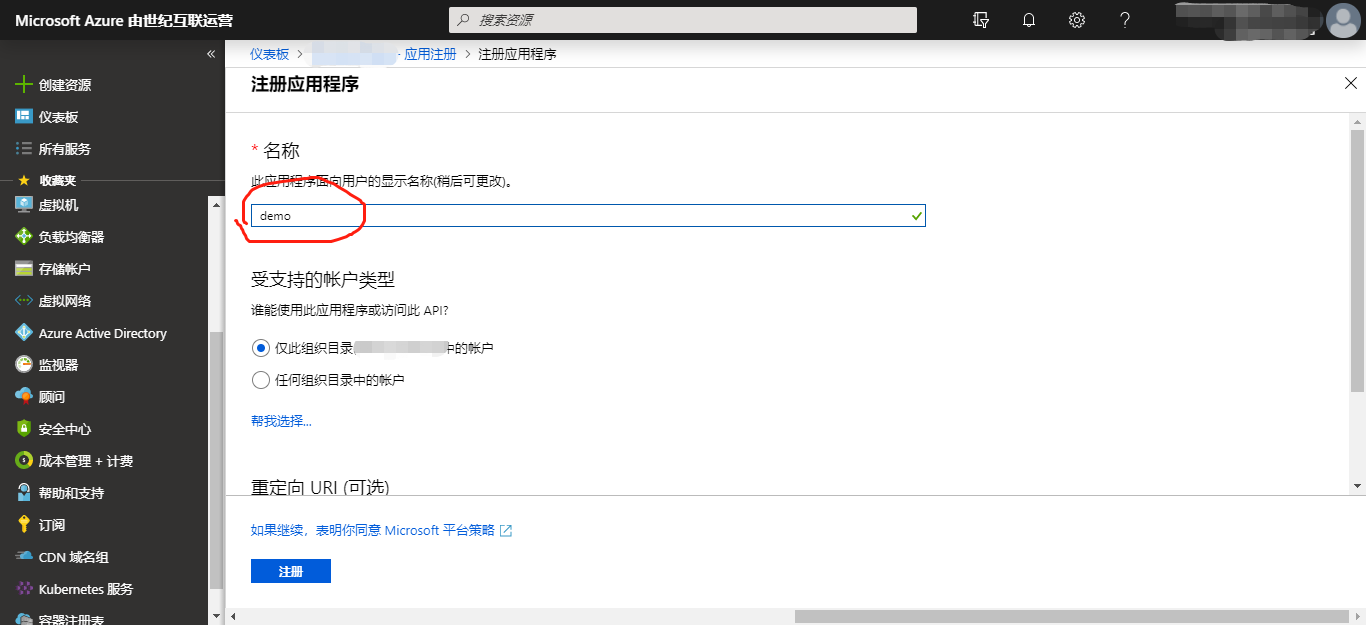 Microsoft Azure 由世纪互联运营
搜索资源
仪表板 > - 应用注册 > 注册应用程序
注册应用程序
创建资源
仪表板
所有服务
收藏夹
虚拟机
负载均衡器
存储帐户
虚拟网络
Azure Active Directory
监视器
顾问
安全中心
成本管理 + 计费
帮助和支持
订阅
CDN 域名组
Kubernetes 服务
容器注册表
* 名称
此应用程序面向用户的显示名称(稍后可更改)。
demo
受支持的帐户类型
谁能使用此应用程序或访问此 API?
仅此组织目录( 中的帐户
任何组织目录中的帐户
帮我选择...
重定向 URI (可选)
如果继续，表明你同意 Microsoft 平台策略
注册